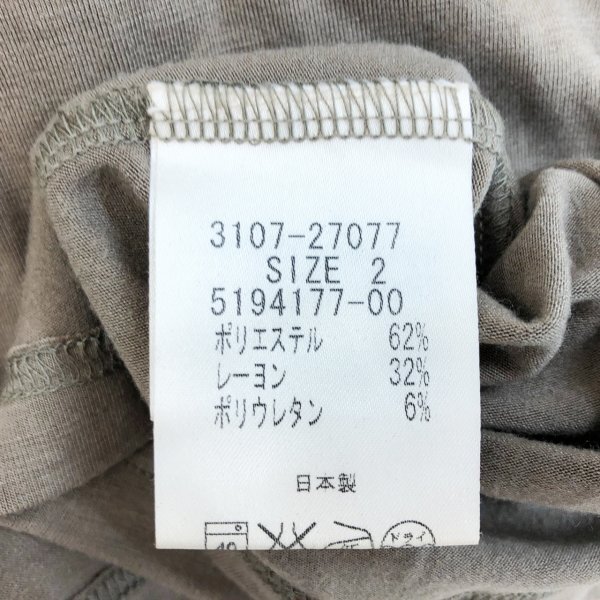 3107-27077
SIZE 2
5194177-00
ポリエステル 62%
レーヨン 32%
ポリウレタン 6%
日本製
ドライ